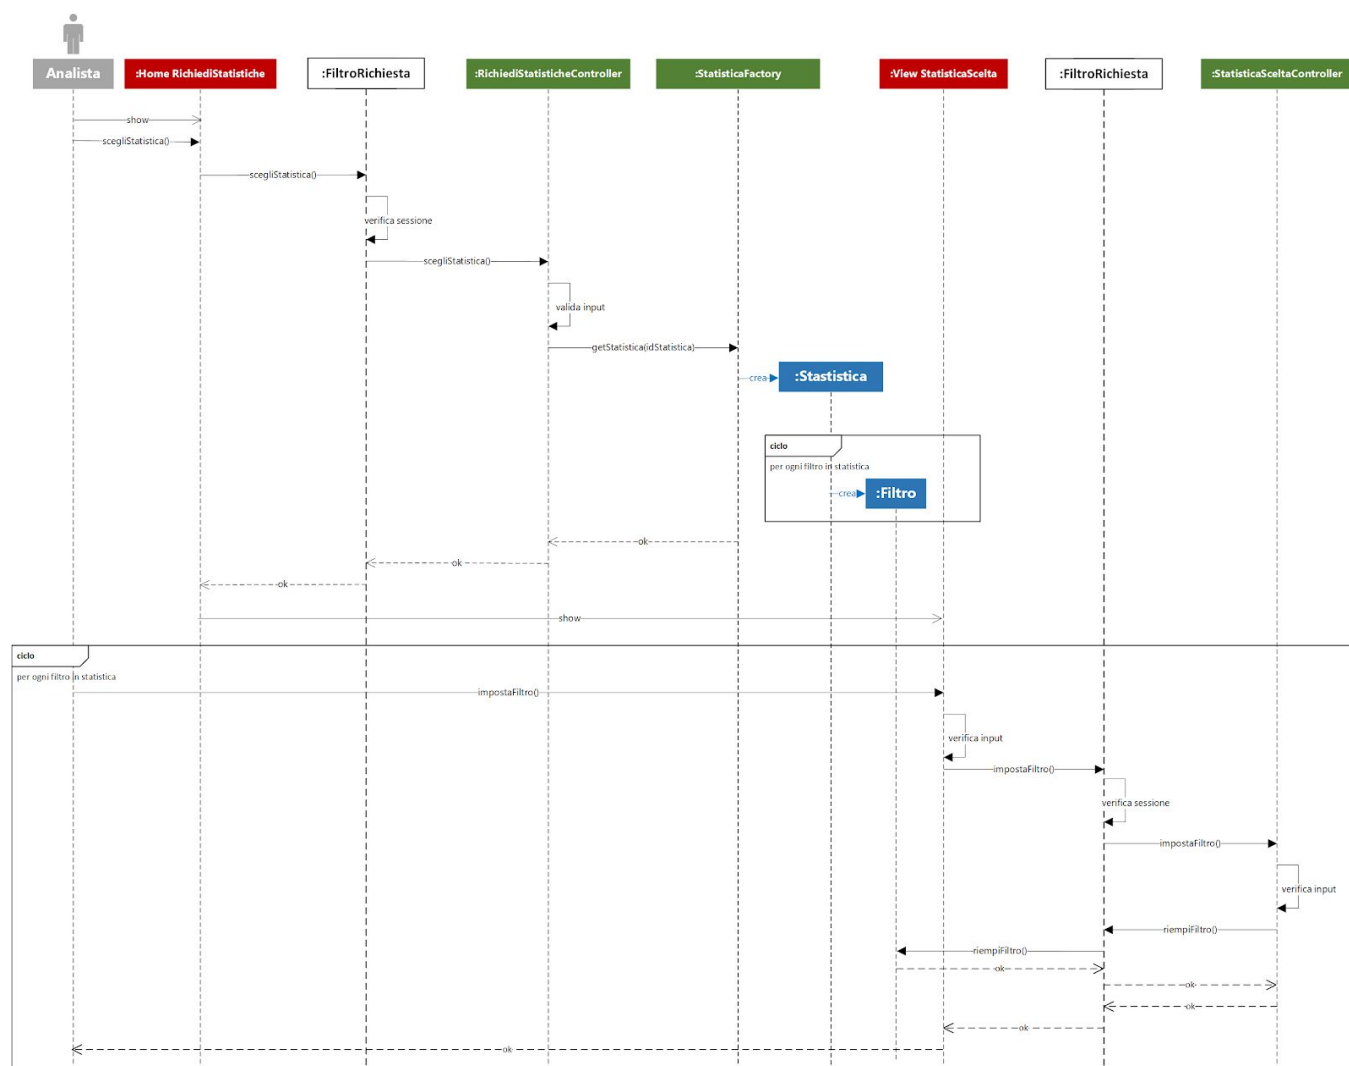 Analista
:Home RichiediStatistiche
:FiltroRichiesta
:RichiediStatisticheController
:StatisticaFactory
:View StatisticaScelta
:FiltroRichiesta
:StatisticaSceltaController
show
scegliStatistica()
scegliStatistica()
verifica sessione
scegliStatistica()
valida input
getStatistica(idStatistica)
crea
:Stastistica
ciclo
per ogni filtro in statistica
crea
:Filtro
ok
ok
ok
show
ciclo
per ogni filtro in statistica
impostaFiltro()
verifica input
impostaFiltro()
verifica sessione
impostaFiltro()
verifica input
riempiFiltro()
riempiFiltro()
ok
ok
ok
ok
ok